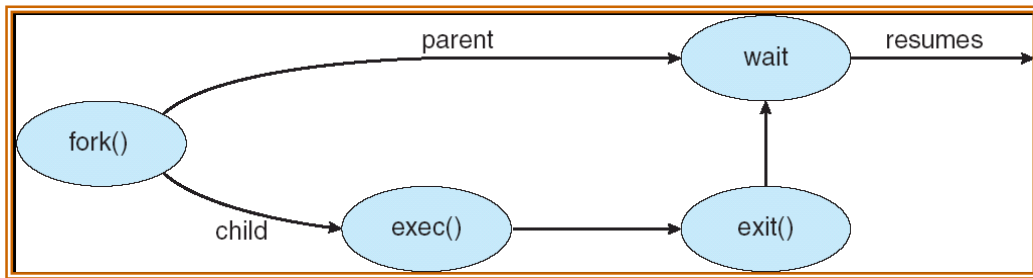 parent
resumes
wait
fork()
child
exec()
exit()